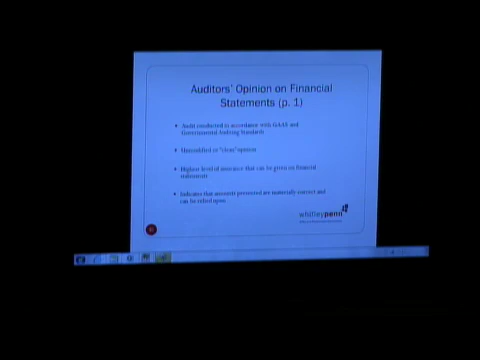 Auditors' Opinion on Financial
Statements (p. 1)
• Audit conducted in accordance with GAAS and
Governmental Auditing Standards
• Unmodified or "clean" opinion
• Highest level of assurance that can be given on financial
statements
• Indicates that amounts presented are materially correct and
can be relied upon
whitleypenn